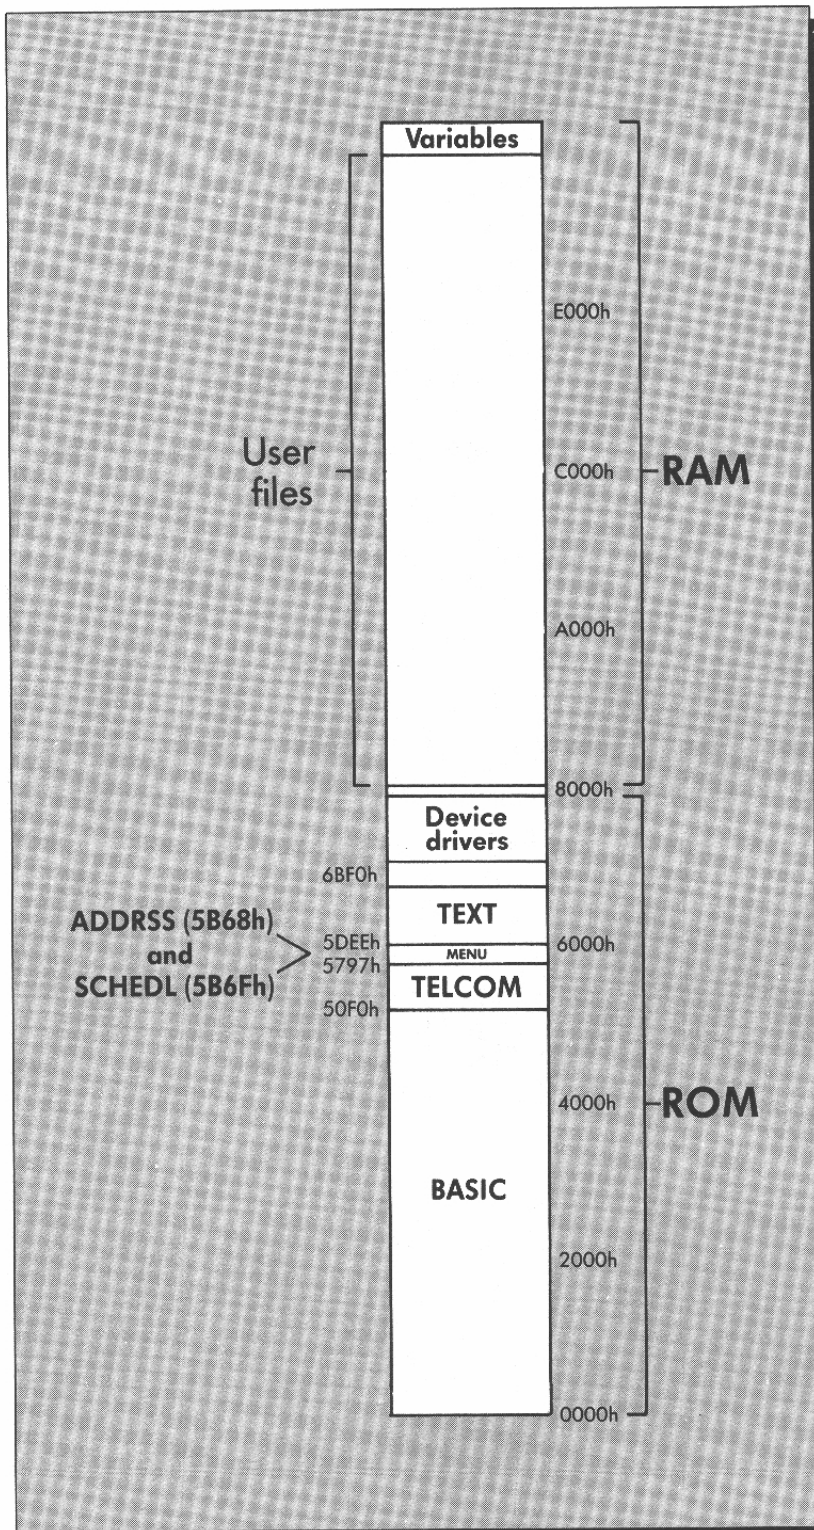 Variables
E000h
User
files
C000h
RAM
A000h
8000h
Device
drivers
6BF0h
TEXT
ADDRSS (5B68h)
and
SCHEDL (5B6Fh)
5DEEh
6000h
MENU
5797h
TELCOM
50F0h
4000h
ROM
BASIC
2000h
0000h